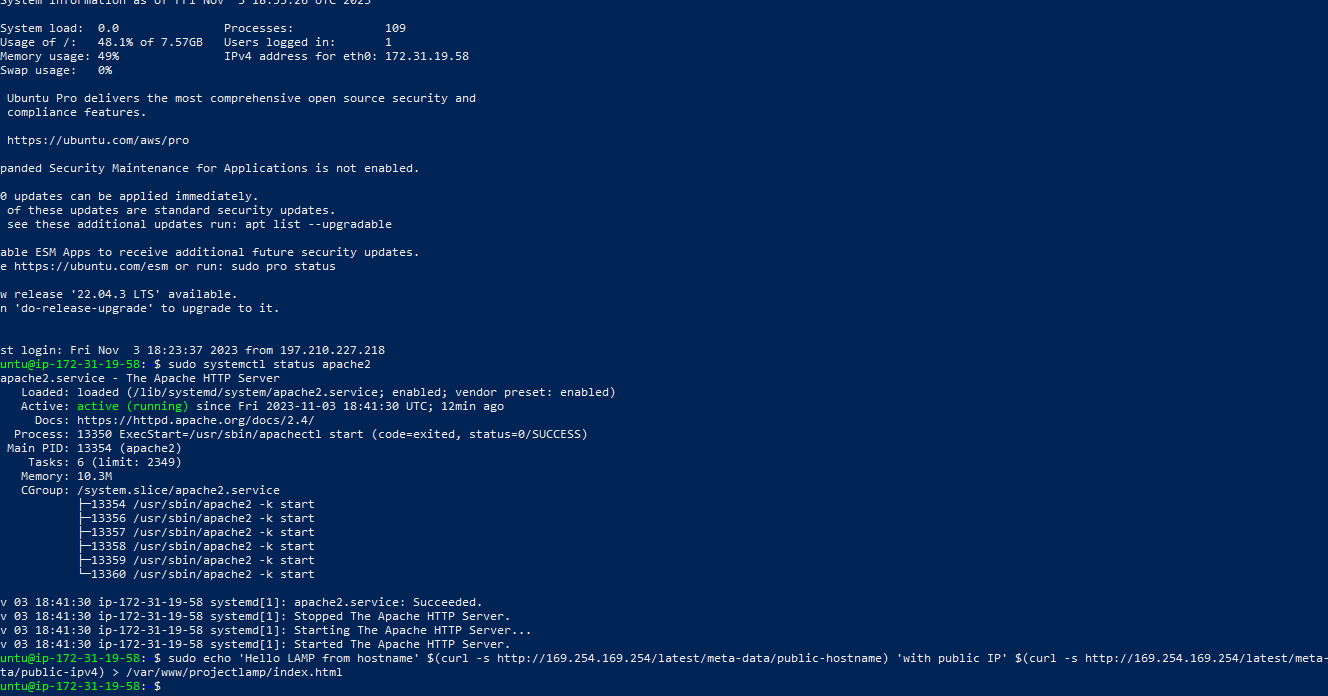 System information as of Fri Nov  3 18:53:26 UTC 2023
System load:  0.0               Processes:             109
Usage of /:   48.1% of 7.57GB   Users logged in:       1
Memory usage: 49%               IPv4 address for eth0: 172.31.19.58
Swap usage:   0%
Ubuntu Pro delivers the most comprehensive open source security and
compliance features.
https://ubuntu.com/aws/pro
panded Security Maintenance for Applications is not enabled.
0 updates can be applied immediately.
of these updates are standard security updates.
see these additional updates run: apt list --upgradable
able ESM Apps to receive additional future security updates.
e https://ubuntu.com/esm or run: sudo pro status
w release '22.04.3 LTS' available.
n 'do-release-upgrade' to upgrade to it.
st login: Fri Nov  3 18:23:37 2023 from 197.210.227.218
untu@ip-172-31-19-58:~$ sudo systemctl status apache2
apache2.service - The Apache HTTP Server
Loaded: loaded (/lib/systemd/system/apache2.service; enabled; vendor preset: enabled)
Active: active (running) since Fri 2023-11-03 18:41:30 UTC; 12min ago
Docs: https://httpd.apache.org/docs/2.4/
Process: 13350 ExecStart=/usr/sbin/apachectl start (code=exited, status=0/SUCCESS)
Main PID: 13354 (apache2)
Tasks: 6 (limit: 2349)
Memory: 10.3M
CGroup: /system.slice/apache2.service
├─13354 /usr/sbin/apache2 -k start
├─13356 /usr/sbin/apache2 -k start
├─13357 /usr/sbin/apache2 -k start
├─13358 /usr/sbin/apache2 -k start
├─13359 /usr/sbin/apache2 -k start
└─13360 /usr/sbin/apache2 -k start
v 03 18:41:30 ip-172-31-19-58 systemd[1]: apache2.service: Succeeded.
v 03 18:41:30 ip-172-31-19-58 systemd[1]: Stopped The Apache HTTP Server.
v 03 18:41:30 ip-172-31-19-58 systemd[1]: Starting The Apache HTTP Server...
v 03 18:41:30 ip-172-31-19-58 systemd[1]: Started The Apache HTTP Server.
untu@ip-172-31-19-58:~$ sudo echo 'Hello LAMP from hostname' $(curl -s http://169.254.169.254/latest/meta-data/public-hostname) 'with public IP' $(curl -s http://169.254.169.254/latest/meta-
ta/public-ipv4) > /var/www/projectlamp/index.html
untu@ip-172-31-19-58:~$